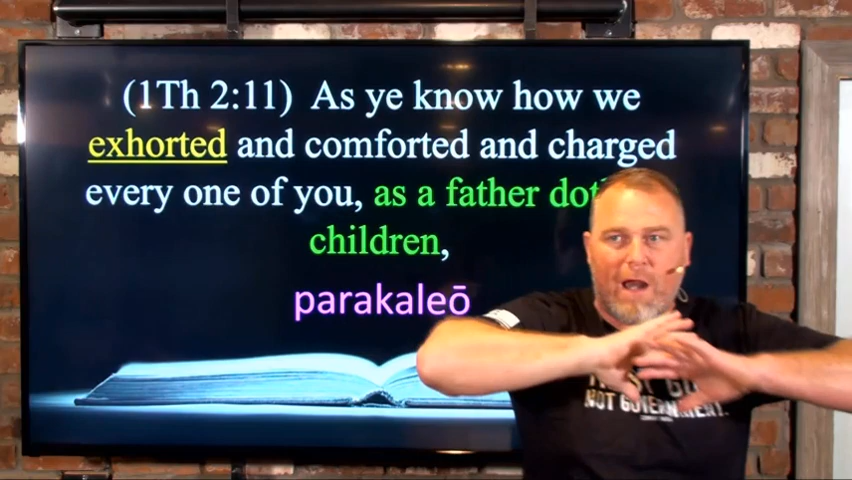 (1Th 2:11) As ye know how we
exhorted and comforted and charged
every one of you, as a father
children,
parakaleō
NOT GOVERNMENT.